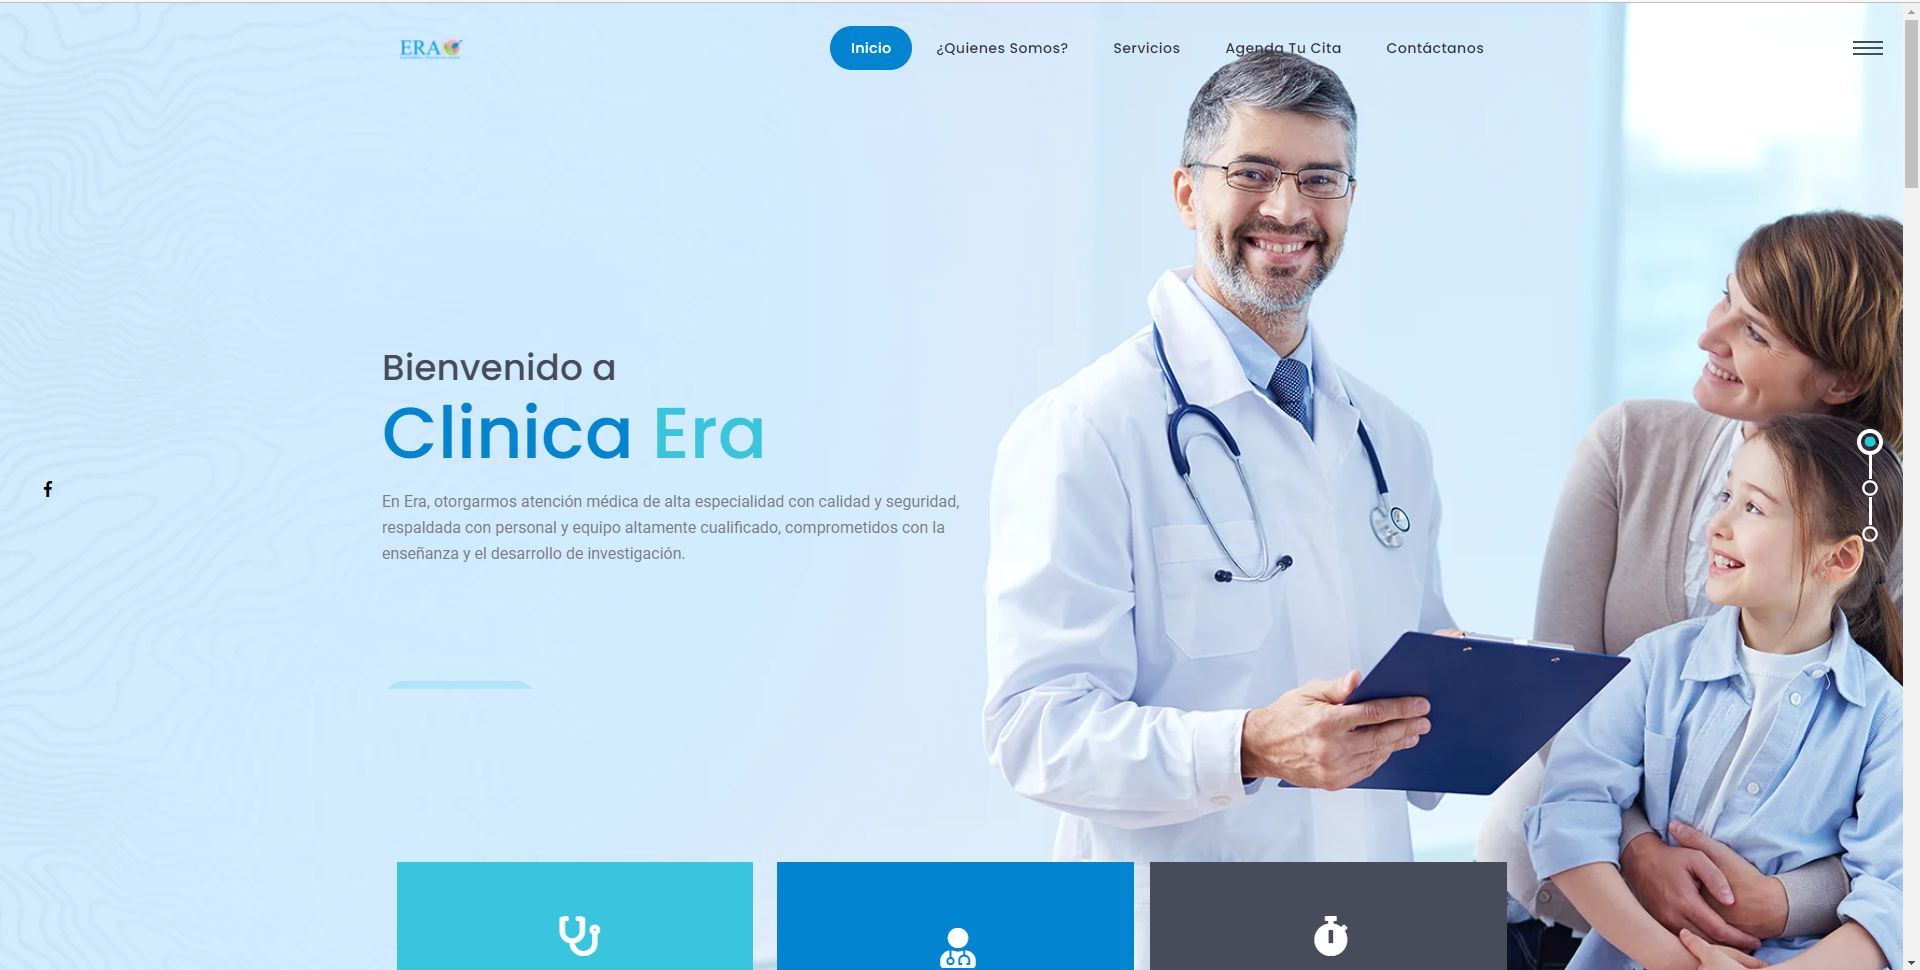 ERA
Inicio
¿Quienes Somos?
Servicios
Agenda Tu Cita
Contáctanos
Bienvenido a
Clinica Era
En Era, otorgarmos atención médica de alta especialidad con calidad y seguridad,
respaldada con personal y equipo altamente cualificado, comprometidos con la
enseñanza y el desarrollo de investigación.